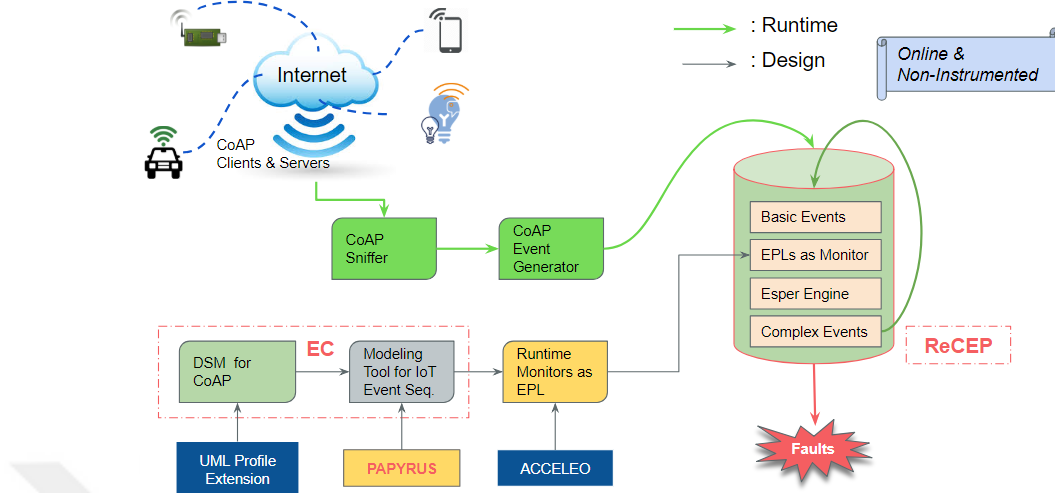 : Runtime
: Design
Online &
Non-Instrumented
Internet
CoAP
Clients & Servers
CoAP
Sniffer
CoAP
Event
Generator
Basic Events
EPLs as Monitor
Esper Engine
Complex Events
ReCEP
EC
DSM for
CoAP
Modeling
Tool for IoT
Event Seq.
Runtime
Monitors as
EPL
UML Profile
Extension
PAPYRUS
ACCELEO
Faults